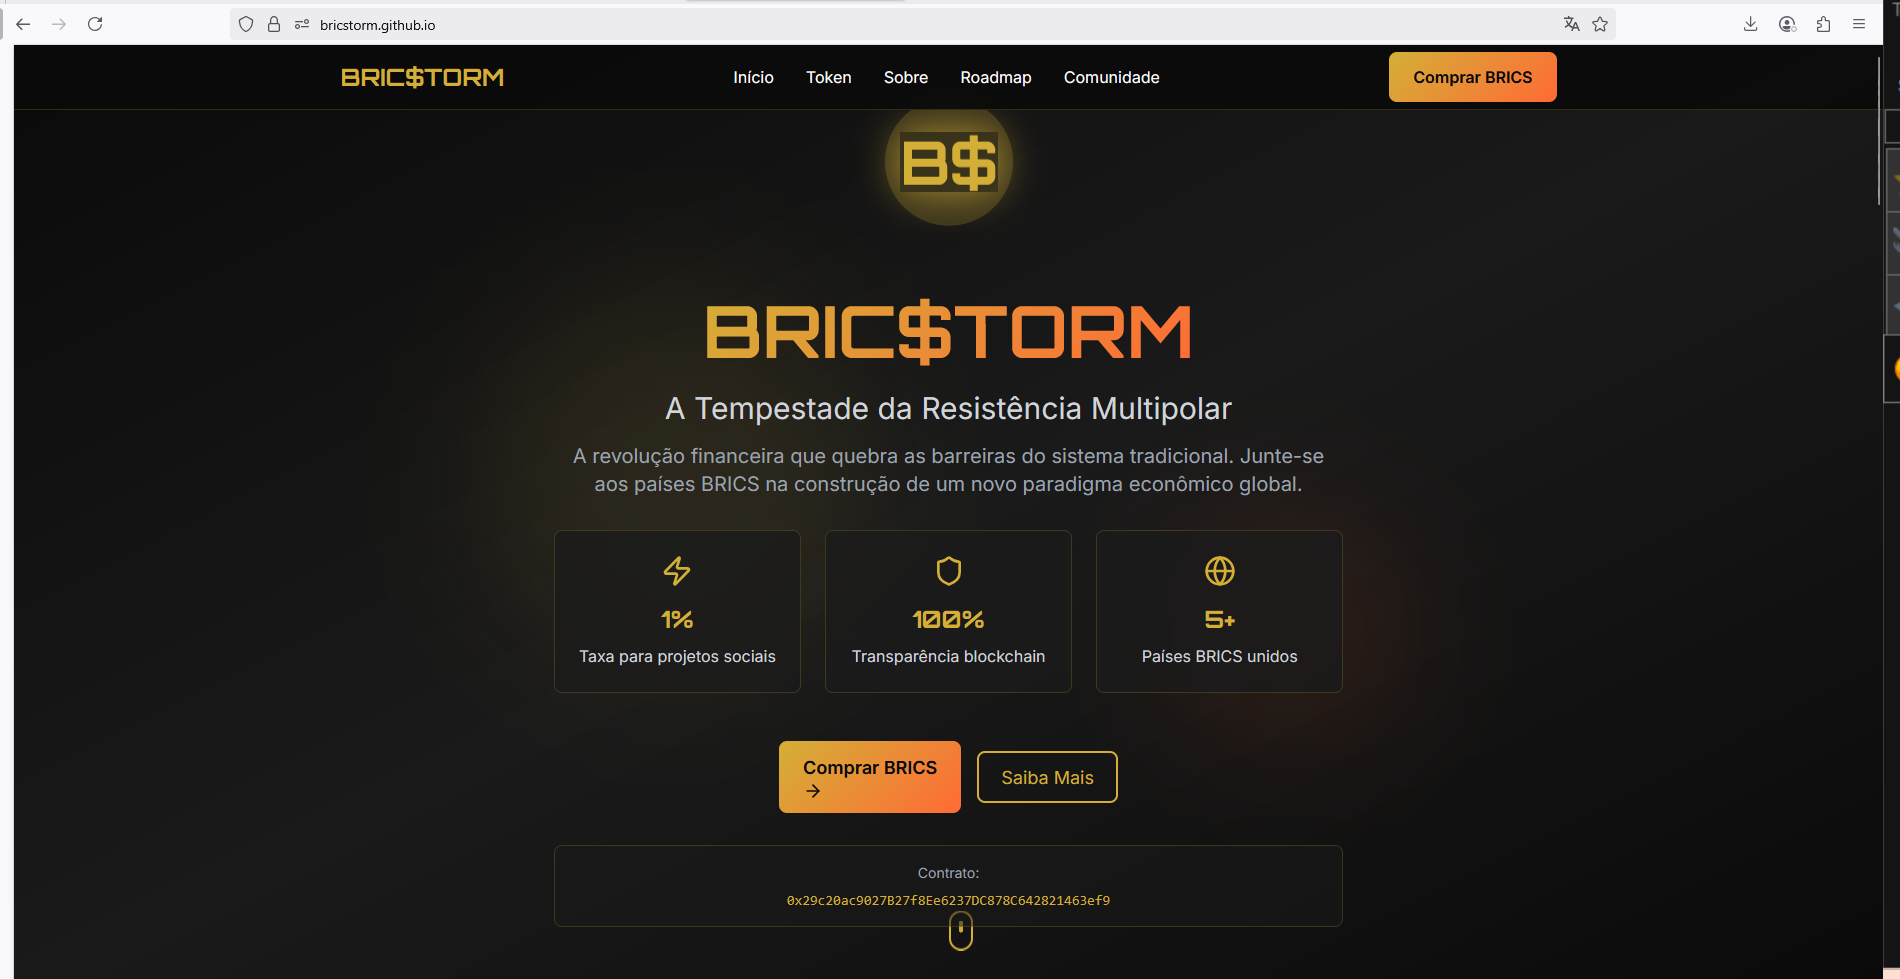 bricstorm.github.io
BRIC$TORM
Início
Token
Sobre
Roadmap
Comunidade
Comprar BRICS
B$
BRIC$TORM
A Tempestade da Resistência Multipolar
A revolução financeira que quebra as barreiras do sistema tradicional. Junte-se
aos países BRICS na construção de um novo paradigma econômico global.
1%
Taxa para projetos sociais
100%
Transparência blockchain
5+
Países BRICS unidos
Comprar BRICS
→
Saiba Mais
Contrato:
0x29c20ac9027B27f8Ee6237DC878C642821463ef9